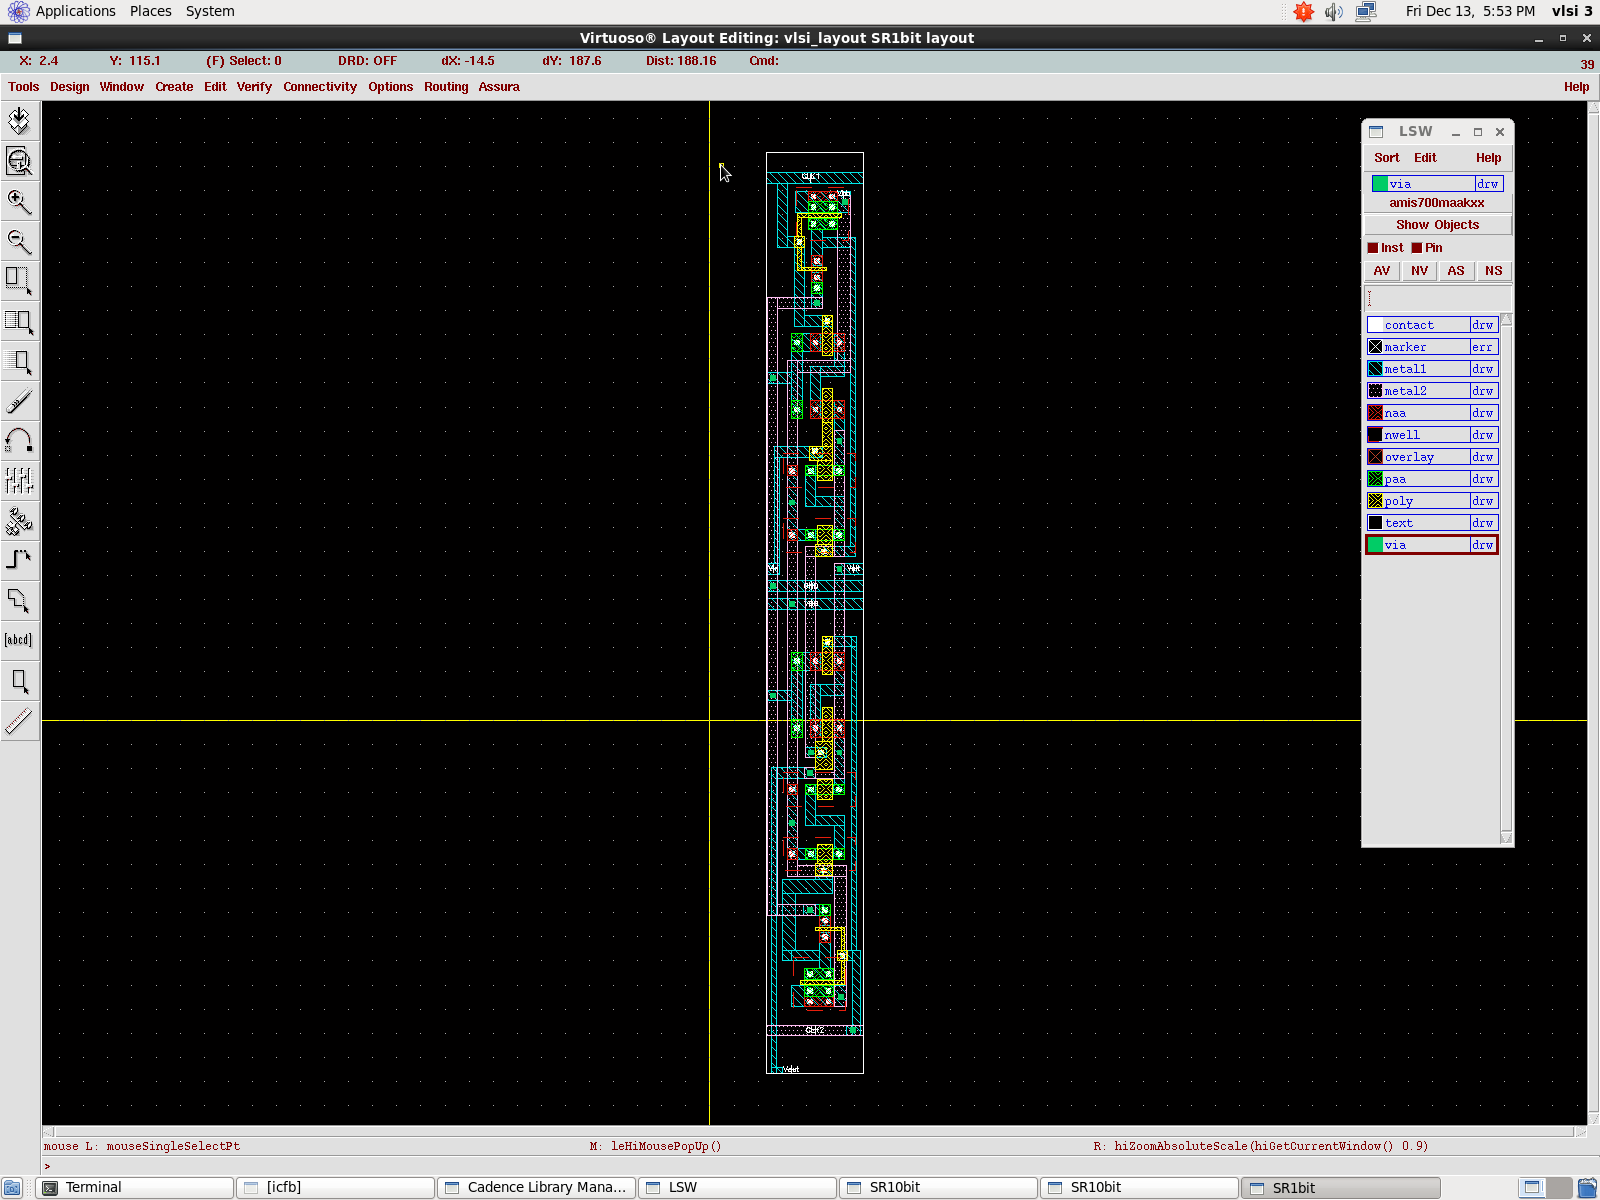 Applications Places System
Fri Dec 13, 5:53 PM vlsi 3
Virtuoso® Layout Editing: vlsi_layout SR1bit layout
X: 2.4 Y: 115.1 (F) Select: 0 DRD: OFF dX: -14.5 dY: 187.6 Dist: 188.16 Cmd:
39
Tools Design Window Create Edit Verify Connectivity Options Routing Assura Help
[abcd]
LSW
Sort Edit Help
via drw
amis700maakxx
Show Objects
Inst Pin
AV NV AS NS
contact drw
marker err
metal1 drw
metal2 drw
naa drw
nwell drw
overlay drw
paa drw
poly drw
text drw
via drw
CLK1
CLK2
Vout
mouse L: mouseSingleSelectPt M: leHiMousePopUp() R: hiZoomAbsoluteScale(hiGetCurrentWindow() 0.9)
>
Terminal [icfb] Cadence Library Mana... LSW SR10bit SR10bit SR1bit